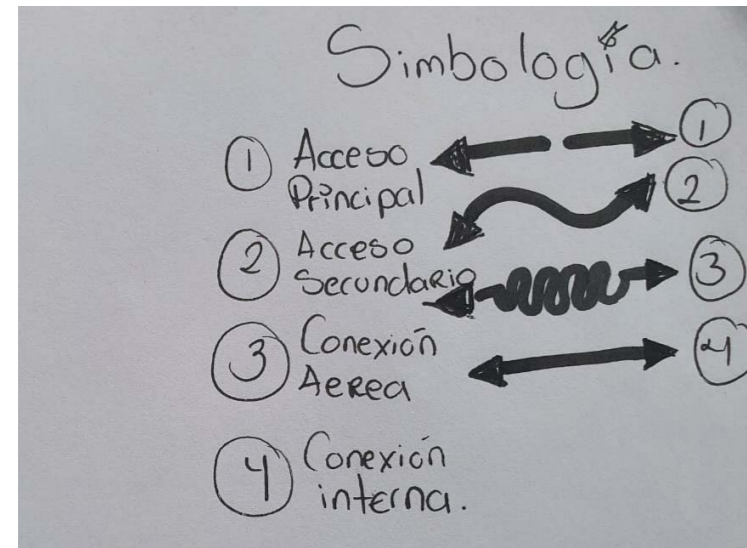 Simbología.
① Acceso
Principal
①
② Acceso
Secundario
②
③ Conexión
Aerea
③
④ Conexión
interna.
④